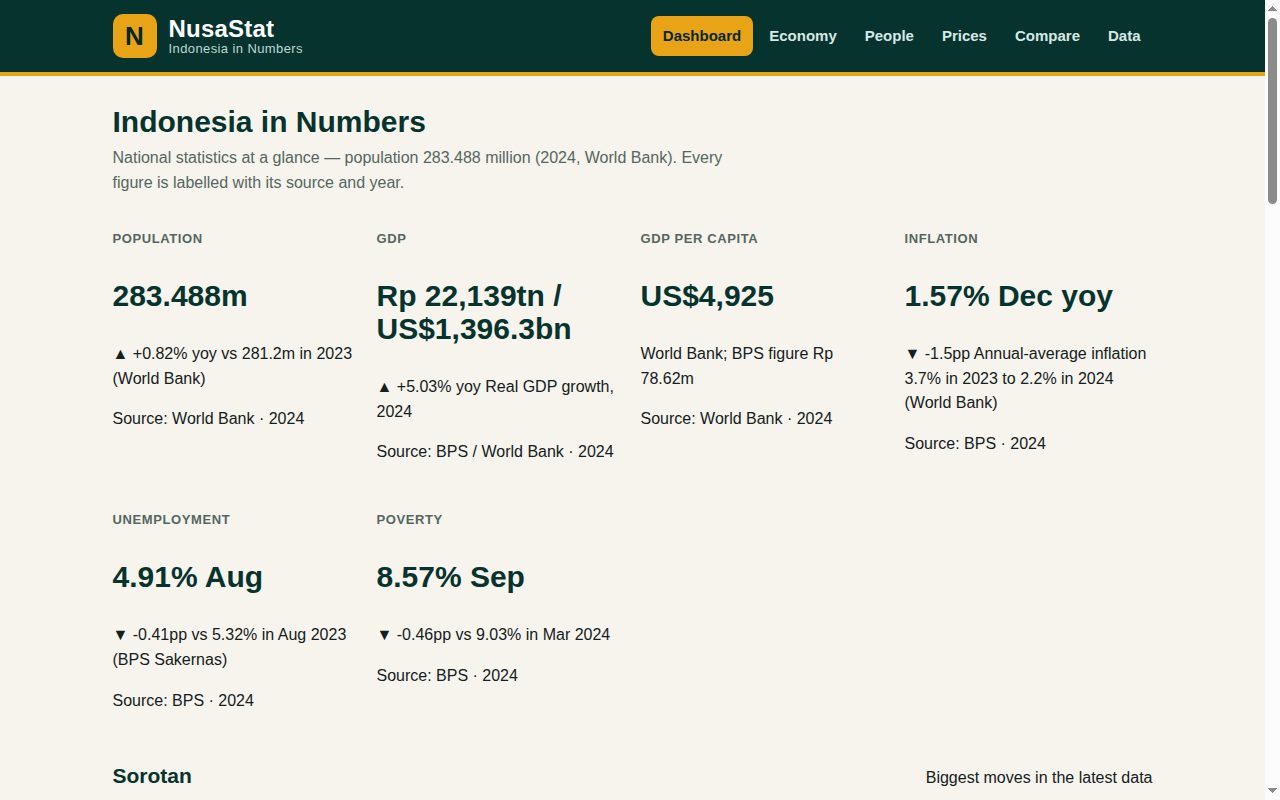 N
NusaStat
Indonesia in Numbers
Dashboard
Economy
People
Prices
Compare
Data
Indonesia in Numbers
National statistics at a glance — population 283.488 million (2024, World Bank). Every
figure is labelled with its source and year.
POPULATION
283.488m
▲ +0.82% yoy vs 281.2m in 2023
(World Bank)
Source: World Bank · 2024
GDP
Rp 22,139tn /
US$1,396.3bn
▲ +5.03% yoy Real GDP growth,
2024
Source: BPS / World Bank · 2024
GDP PER CAPITA
US$4,925
World Bank; BPS figure Rp
78.62m
Source: World Bank · 2024
INFLATION
1.57% Dec yoy
▼ -1.5pp Annual-average inflation
3.7% in 2023 to 2.2% in 2024
(World Bank)
Source: BPS · 2024
UNEMPLOYMENT
4.91% Aug
▼ -0.41pp vs 5.32% in Aug 2023
(BPS Sakernas)
Source: BPS · 2024
POVERTY
8.57% Sep
▼ -0.46pp vs 9.03% in Mar 2024
Source: BPS · 2024
Sorotan
Biggest moves in the latest data